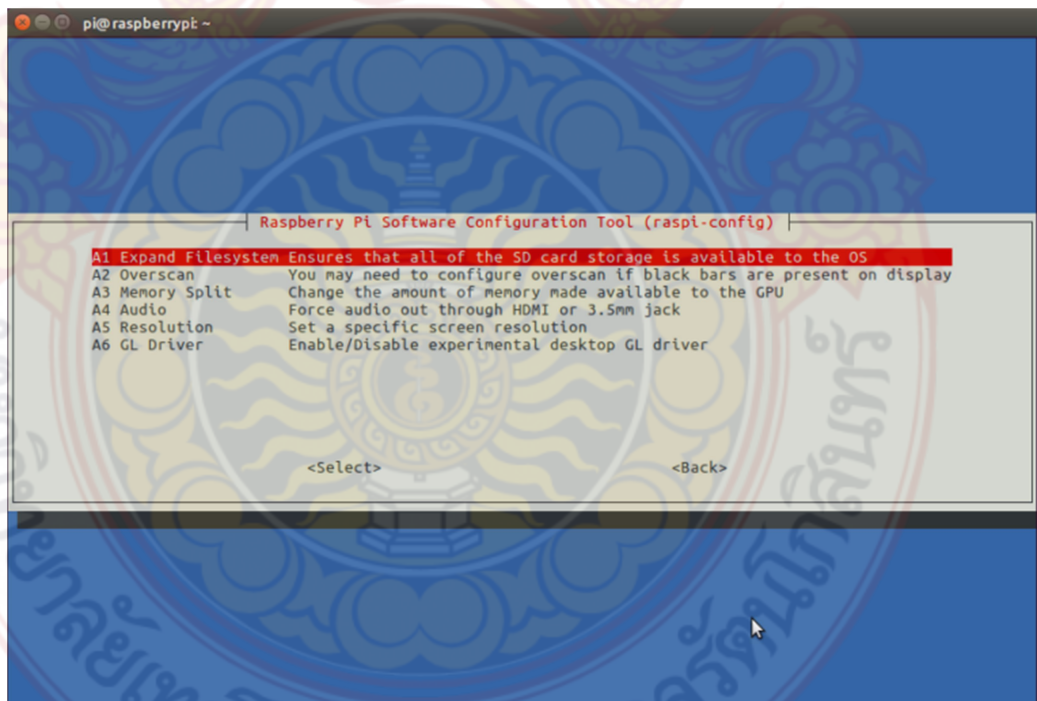 pi@raspberrypi: ~
Raspberry Pi Software Configuration Tool (raspi-config)
A1 Expand Filesystem Ensures that all of the SD card storage is available to the OS
A2 Overscan You may need to configure overscan if black bars are present on display
A3 Memory Split Change the amount of memory made available to the GPU
A4 Audio Force audio out through HDMI or 3.5mm jack
A5 Resolution Set a specific screen resolution
A6 GL Driver Enable/Disable experimental desktop GL driver
<Select> <Back>